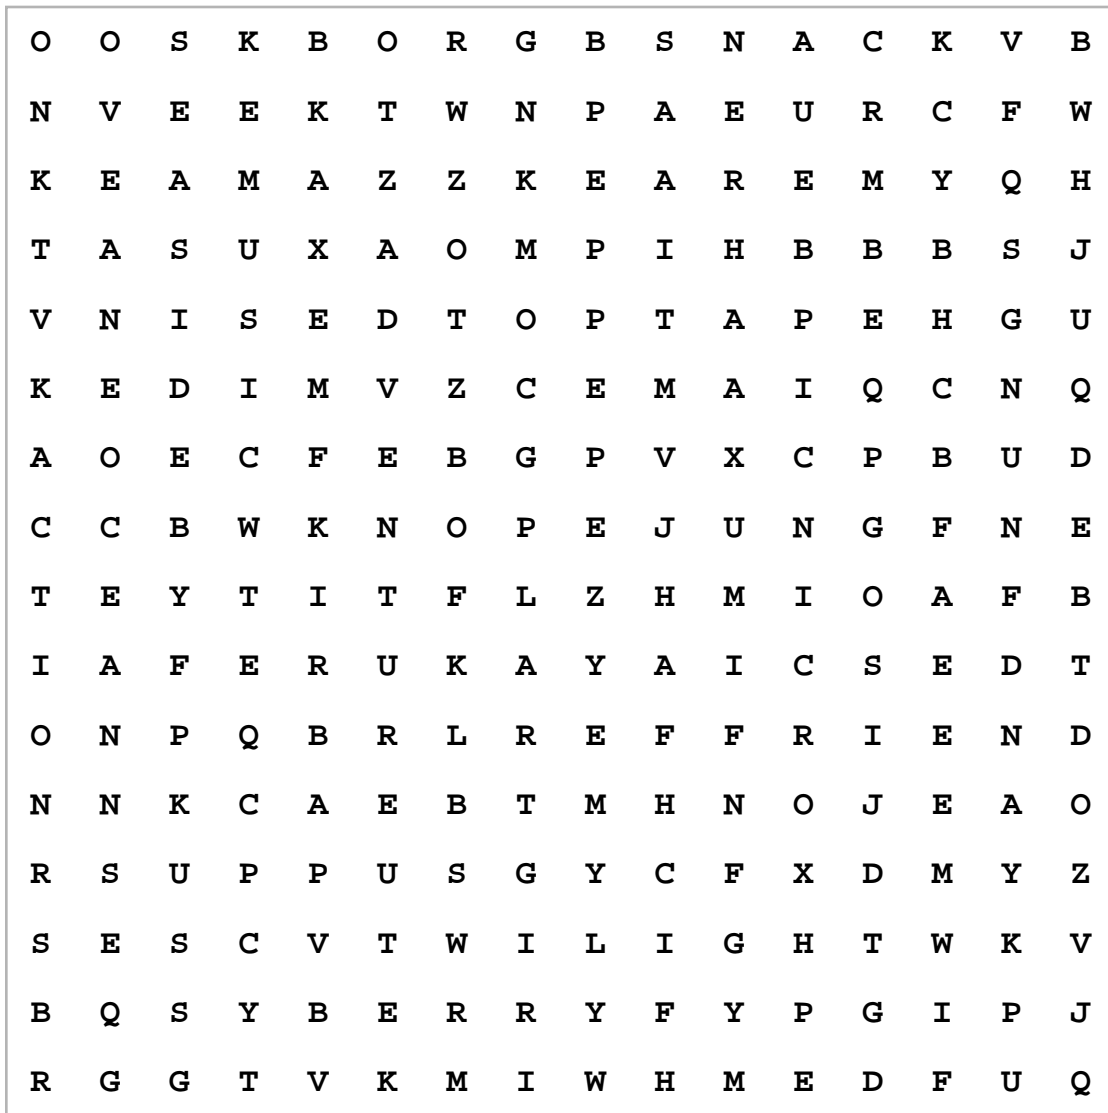 O O S K B O R G B S N A C K V B
N V E E K T W N P A E U R C F W
K E A M A Z Z K E A R E M Y Q H
T A S U X A O M P I H B B B S J
V N I S E D T O P T A P E H G U
K E D I M V Z C E M A I Q C N Q
A O E C F E B G P V X C P B U D
C C B W K N O P E J U N G F N E
T E Y T I T F L Z H M I O A F B
I A F E R U K A Y A I C S E D T
O N P Q B R L R E F F R I E N D
N N K C A E B T M H N O J E A O
R S U P P U S G Y C F X D M Y Z
S E S C V T W I L I G H T W K V
B Q S Y B E R R Y F Y P G I P J
R G G T V K M I W H M E D F U Q